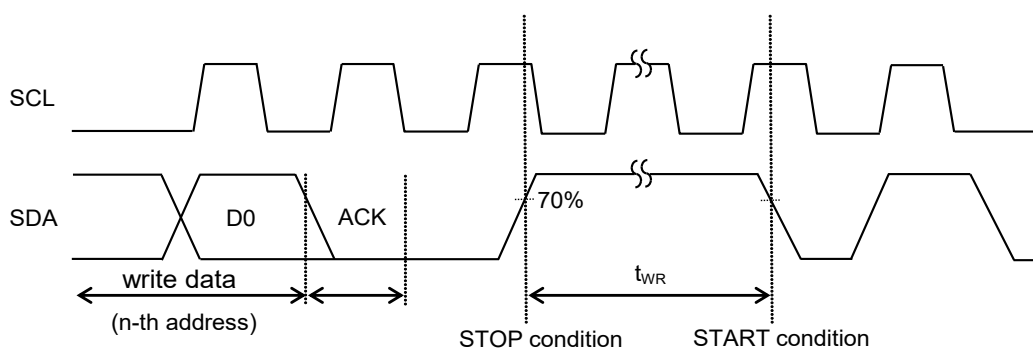 SCL
SDA
D0
ACK
70%
write data
(n-th address)
tWR
STOP condition
START condition